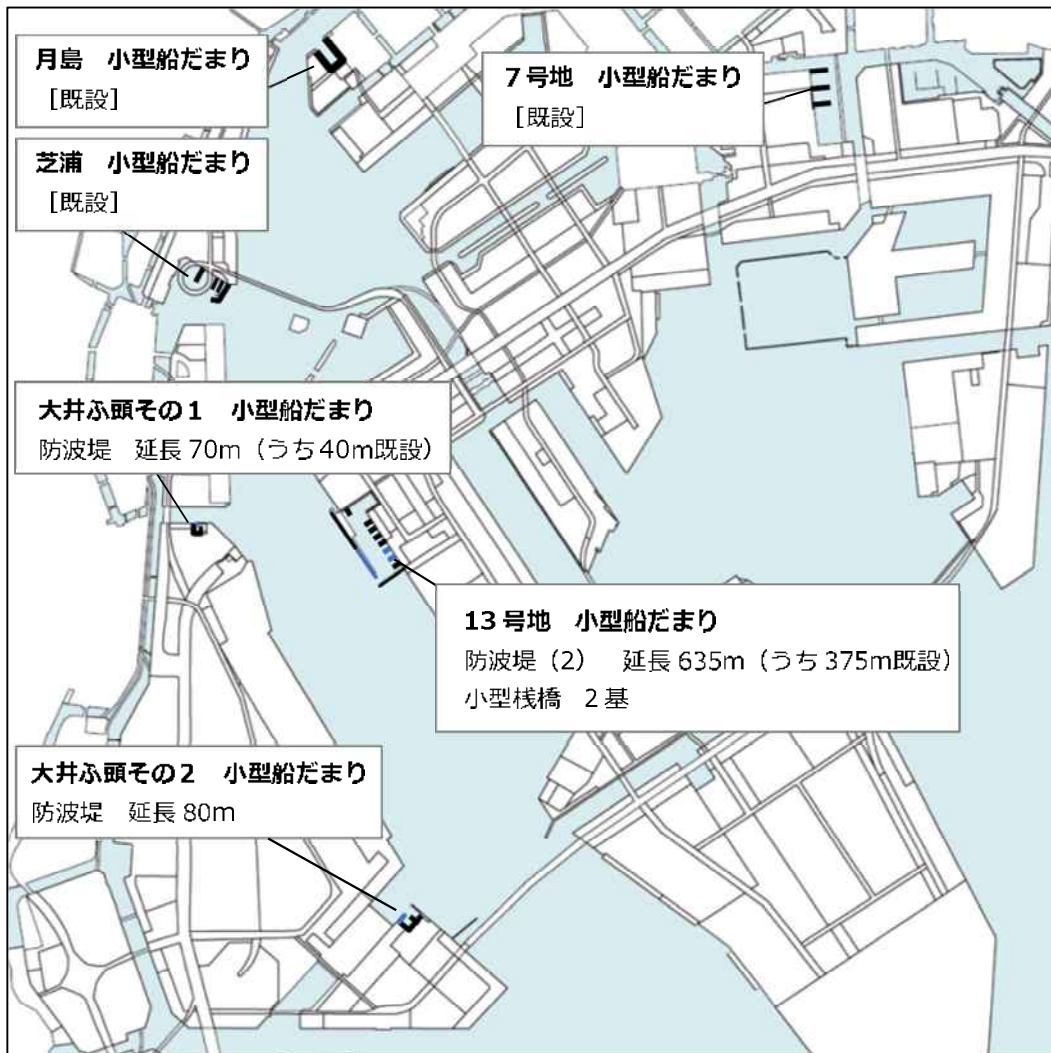 月島　小型船だまり
［既設］
7号地　小型船だまり
［既設］
芝浦　小型船だまり
［既設］
大井ふ頭その1　小型船だまり
防波堤　延長 70m（うち 40m既設）
13 号地　小型船だまり
防波堤（2）　延長 635m（うち 375m既設）
小型桟橋　2 基
大井ふ頭その2　小型船だまり
防波堤　延長 80m